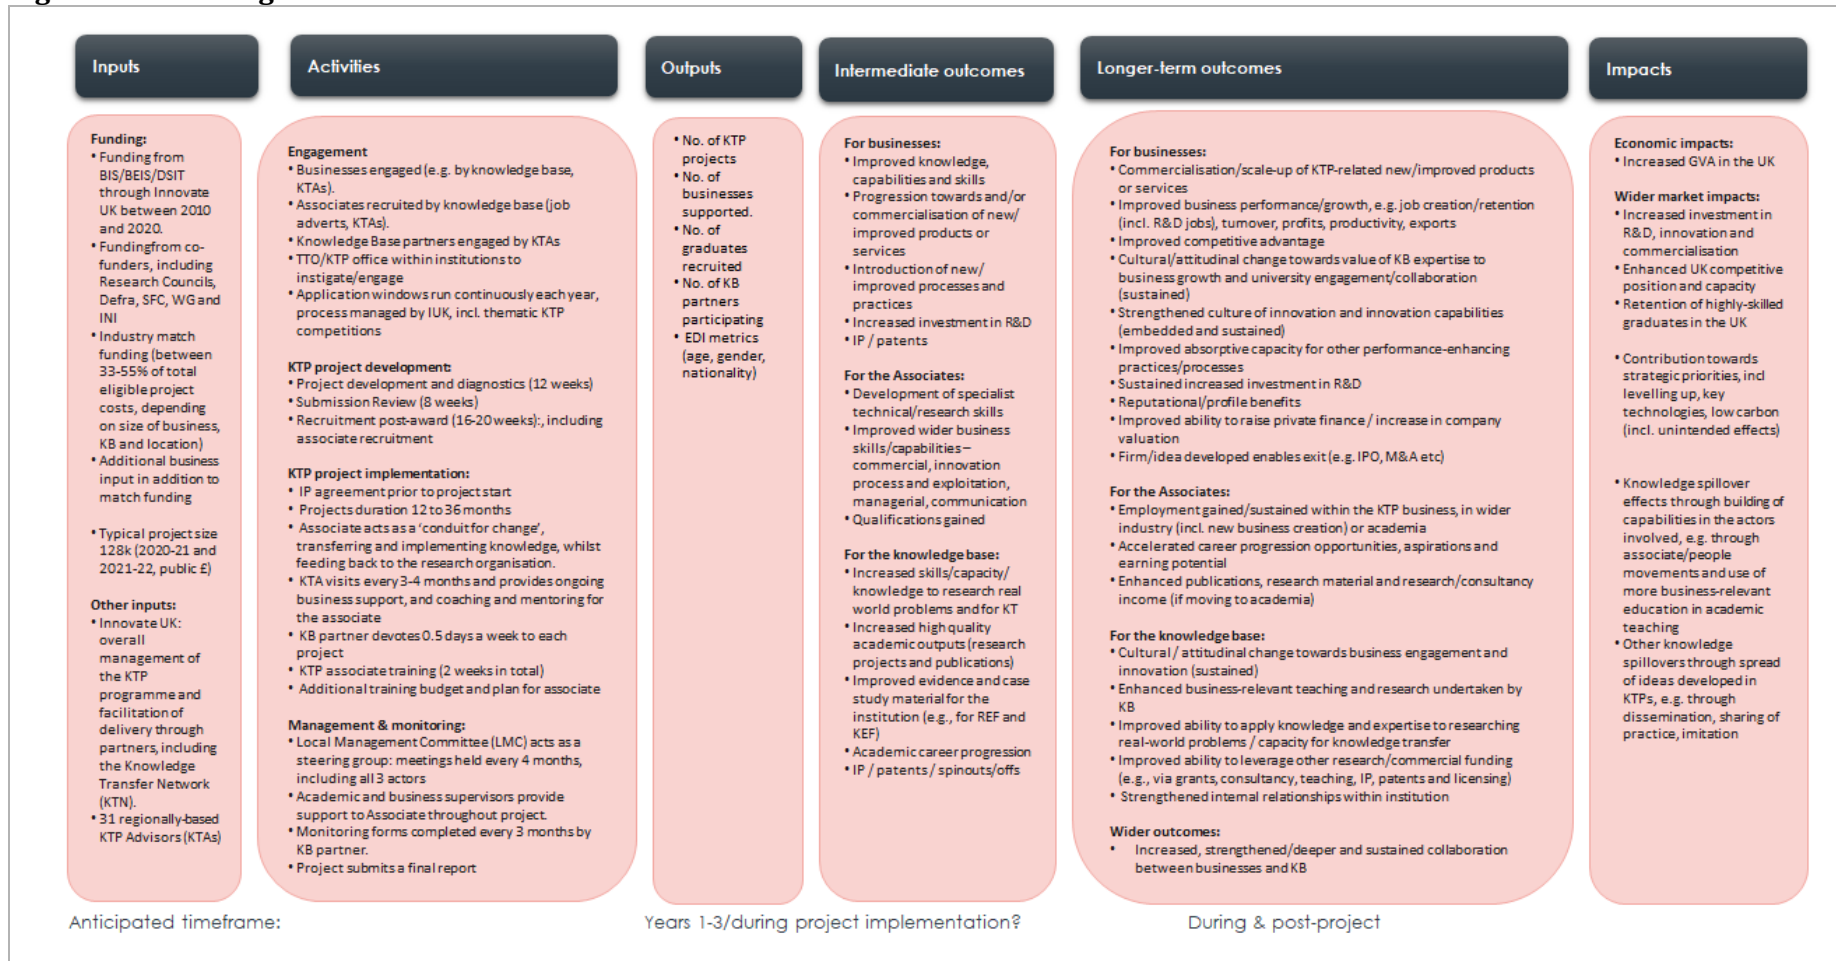 Inputs
Funding:
• Funding from
BIS/BEIS/DSIT
through Innovate
UK between 2010
and 2020.
• Fundingfrom co-
funders, including
Research Councils,
Defra, SFC, WG and
INI
• Industry match
funding (between
33-55% of total
eligible project
costs, depending
on size of business,
KB and location)
• Additional business
input in addition to
match funding
• Typical project size
128k (2020-21 and
2021-22, public £)
Other inputs:
• Innovate UK:
overall
management of
the KTP
programme and
facilitation of
delivery through
partners, including
the Knowledge
Transfer Network
(KTN).
• 31 regionally-based
KTP Advisors (KTAs)
Activities
Engagement
• Businesses engaged (e.g. by knowledge base,
KTAs).
• Associates recruited by knowledge base (job
adverts, KTAs).
• Knowledge Base partners engaged by KTAs
• TTO/KTP office within institutions to
instigate/engage
• Application windows run continuously each year,
process managed by IUK, incl. thematic KTP
competitions
KTP project development:
• Project development and diagnostics (12 weeks)
• Submission Review (8 weeks)
• Recruitment post-award (16-20 weeks):, including
associate recruitment
KTP project implementation:
• IP agreement prior to project start
• Projects duration 12 to 36 months
• Associate acts as a ‘conduit for change’,
transferring and implementing knowledge, whilst
feeding back to the research organisation.
• KTA visits every 3-4 months and provides ongoing
business support, and coaching and mentoring for
the associate
• KB partner devotes 0.5 days a week to each
project
• KTP associate training (2 weeks in total)
• Additional training budget and plan for associate
Management & monitoring:
• Local Management Committee (LMC) acts as a
steering group: meetings held every 4 months,
including all 3 actors
• Academic and business supervisors provide
support to Associate throughout project.
• Monitoring forms completed every 3 months by
KB partner.
• Project submits a final report
Outputs
• No. of KTP
projects
• No. of
businesses
supported.
• No. of
graduates
recruited
• No. of KB
partners
participating
• EDI metrics
(age, gender,
nationality)
Intermediate outcomes
For businesses:
• Improved knowledge,
capabilities and skills
• Progression towards and/or
commercialisation of new/
improved products or
services
• Introduction of new/
improved processes and
practices
• Increased investment in R&D
• IP / patents
For the Associates:
• Development of specialist
technical/research skills
• Improved wider business
skills/capabilities –
commercial, innovation
process and exploitation,
managerial, communication
• Qualifications gained
For the knowledge base:
• Increased skills/capacity/
knowledge to research real
world problems and for KT
• Increased high quality
academic outputs (research
projects and publications)
• Improved evidence and case
study material for the
institution (e.g., for REF and
KEF)
• Academic career progression
• IP / patents / spinouts/offs
Longer-term outcomes
For businesses:
• Commercialisation/scale-up of KTP-related new/improved products
or services
• Improved business performance/growth, e.g. job creation/retention
(incl. R&D jobs), turnover, profits, productivity, exports
• Improved competitive advantage
• Cultural/attitudinal change towards value of KB expertise to
business growth and university engagement/collaboration
(sustained)
• Strengthened culture of innovation and innovation capabilities
(embedded and sustained)
• Improved absorptive capacity for other performance-enhancing
practices/processes
• Sustained increased investment in R&D
• Reputational/profile benefits
• Improved ability to raise private finance / increase in company
valuation
• Firm/idea developed enables exit (e.g. IPO, M&A etc)
For the Associates:
• Employment gained/sustained within the KTP business, in wider
industry (incl. new business creation) or academia
• Accelerated career progression opportunities, aspirations and
earning potential
• Enhanced publications, research material and research/consultancy
income (if moving to academia)
For the knowledge base:
• Cultural / attitudinal change towards business engagement and
innovation (sustained)
• Enhanced business-relevant teaching and research undertaken by
KB
• Improved ability to apply knowledge and expertise to researching
real-world problems / capacity for knowledge transfer
• Improved ability to leverage other research/commercial funding
(e.g., via grants, consultancy, teaching, IP, patents and licensing)
• Strengthened internal relationships within institution
Wider outcomes:
• Increased, strengthened/deeper and sustained collaboration
between businesses and KB
Impacts
Economic impacts:
• Increased GVA in the UK
Wider market impacts:
• Increased investment in
R&D, innovation and
commercialisation
• Enhanced UK competitive
position and capacity
• Retention of highly-skilled
graduates in the UK
• Contribution towards
strategic priorities, incl
levelling up, key
technologies, low carbon
(incl. unintended effects)
• Knowledge spillover
effects through building of
capabilities in the actors
involved, e.g. through
associate/people
movements and use of
more business-relevant
education in academic
teaching
• Other knowledge
spillovers through spread
of ideas developed in
KTPs, e.g. through
dissemination, sharing of
practice, imitation
Anticipated timeframe:
Years 1-3/during project implementation?
During & post-project